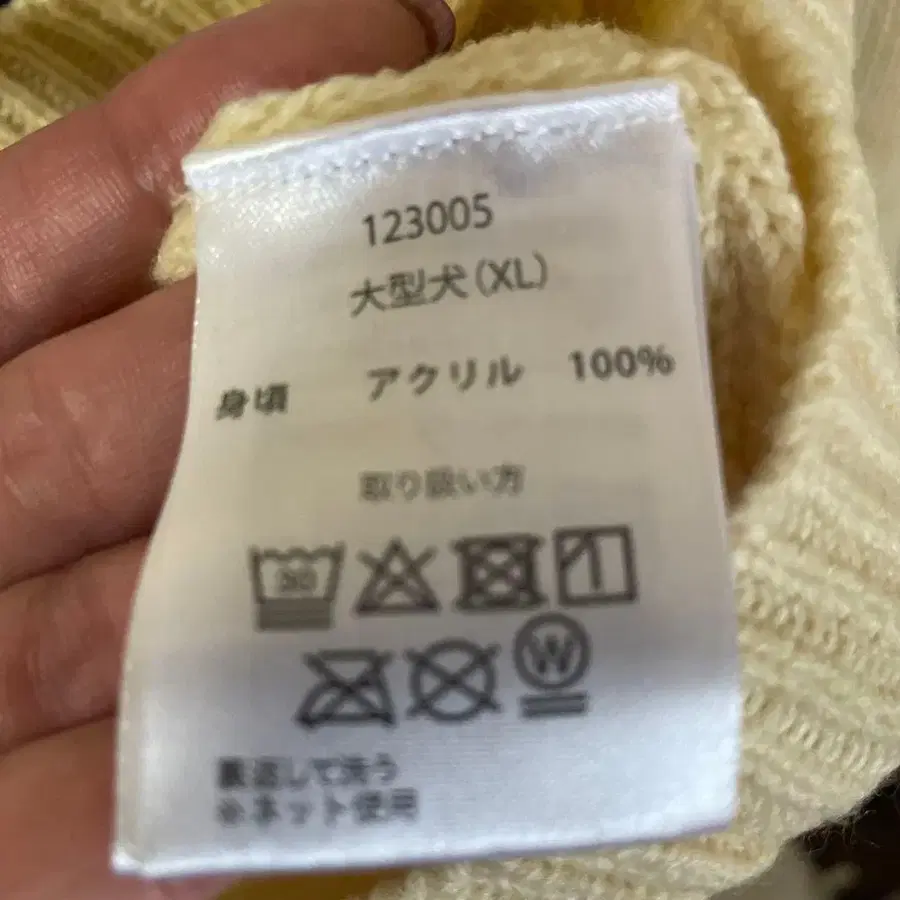 123005
大型犬(XL)
身頃 アクリル 100%
取り扱い方
30
W
裏返して洗う
※ネット使用